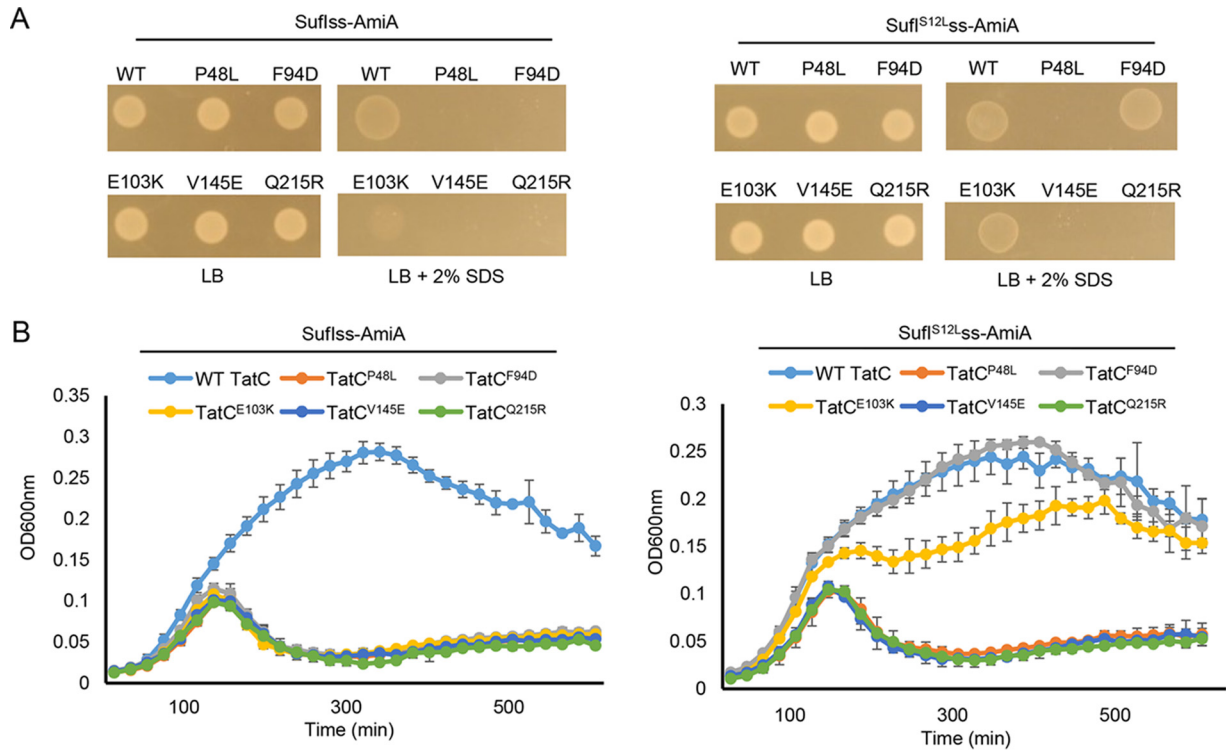 A
SufIss-AmiA
WT P48L F94D WT P48L F94D
E103K V145E Q215R E103K V145E Q215R
LB LB + 2% SDS
SufI^S12L ss-AmiA
WT P48L F94D WT P48L F94D
E103K V145E Q215R E103K V145E Q215R
LB LB + 2% SDS
B
SufIss-AmiA
WT TatC TatC^P48L TatC^F94D
TatC^E103K TatC^V145E TatC^Q215R
0.35
0.3
0.25
0.2
0.15
0.1
0.05
0
OD600nm
100 300 500
Time (min)
SufI^S12L ss-AmiA
WT TatC TatC^P48L TatC^F94D
TatC^E103K TatC^V145E TatC^Q215R
0.3
0.25
0.2
0.15
0.1
0.05
0
OD600nm
100 300 500
Time (min)